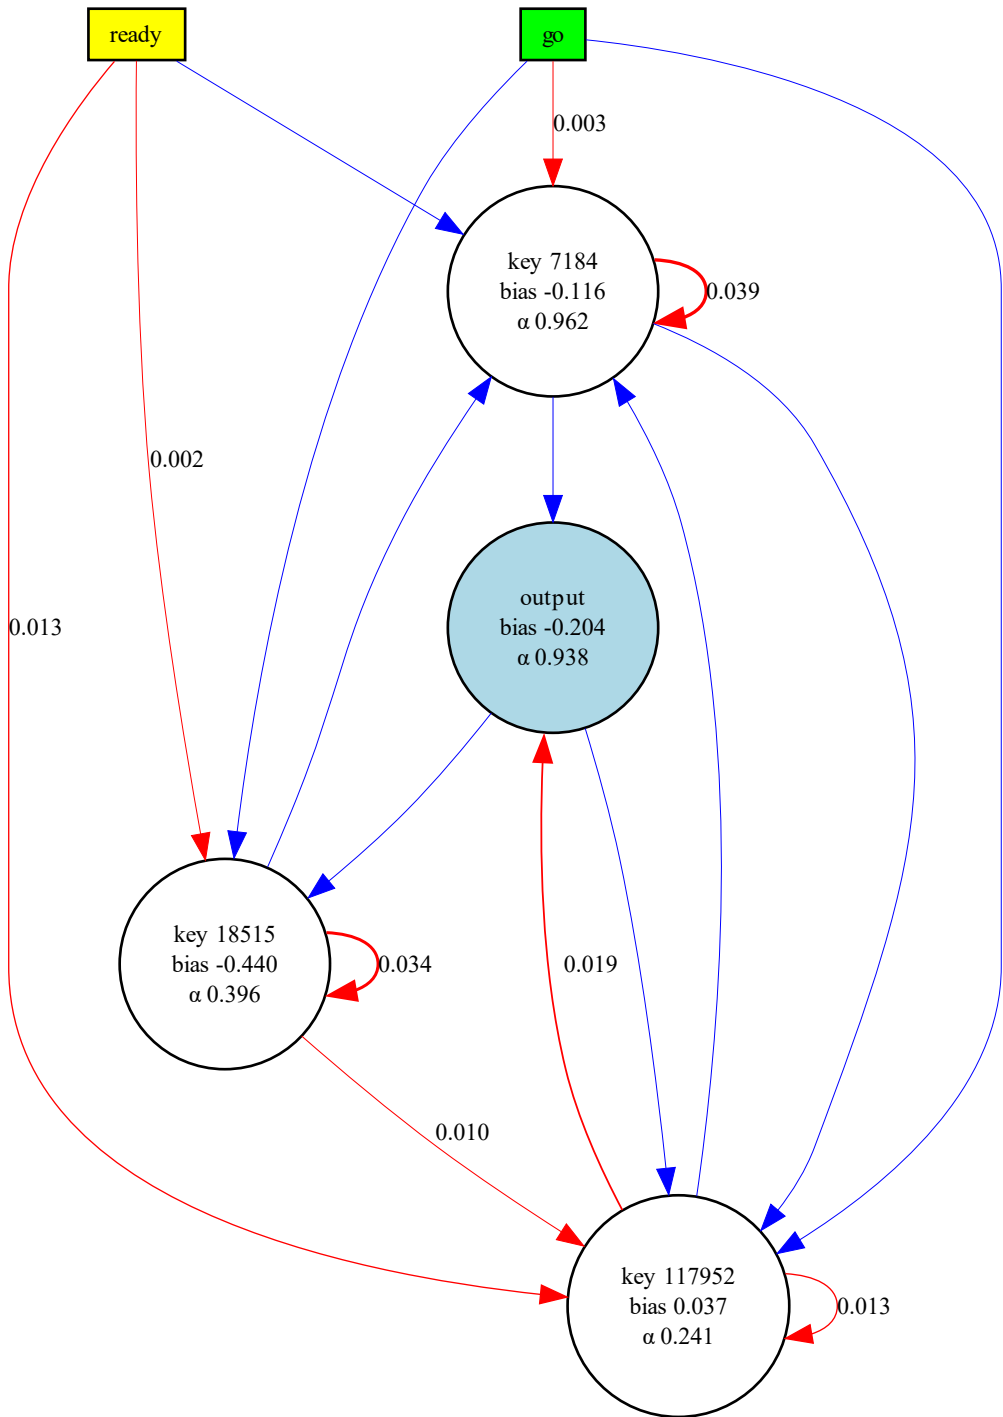 ready
go
0.003
key 7184
bias -0.116
α 0.962
0.039
0.002
output
bias -0.204
α 0.938
0.013
key 18515
bias -0.440
α 0.396
0.034
0.019
0.010
key 117952
bias 0.037
α 0.241
0.013